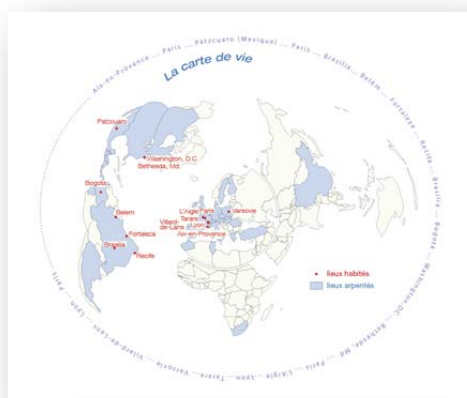 Aix-en-Provence ... Paris ... Patzcuaro (Mexique) ... Paris ... Brasilia ... Belem ... Fortaleza ... Recife ... Brasilia ... Bogota ... Washington, DC ... Bethesda, Md ... Paris ... L'Aigle ... Lyon, Tarare ... Varsovie ... Villard-de-Lans ... Lyon ... Paris
La carte de vie
Patzcuaro
Washington, D.C
Bethesda, Md.
Bogota
Belem
Fortaleza
Brasilia
Recife
L'Aigle
Paris
Tarare
Varsovie
Villard-de-Lans
Lyon
Aix-en-Provence
lieux habités
lieux arpentés